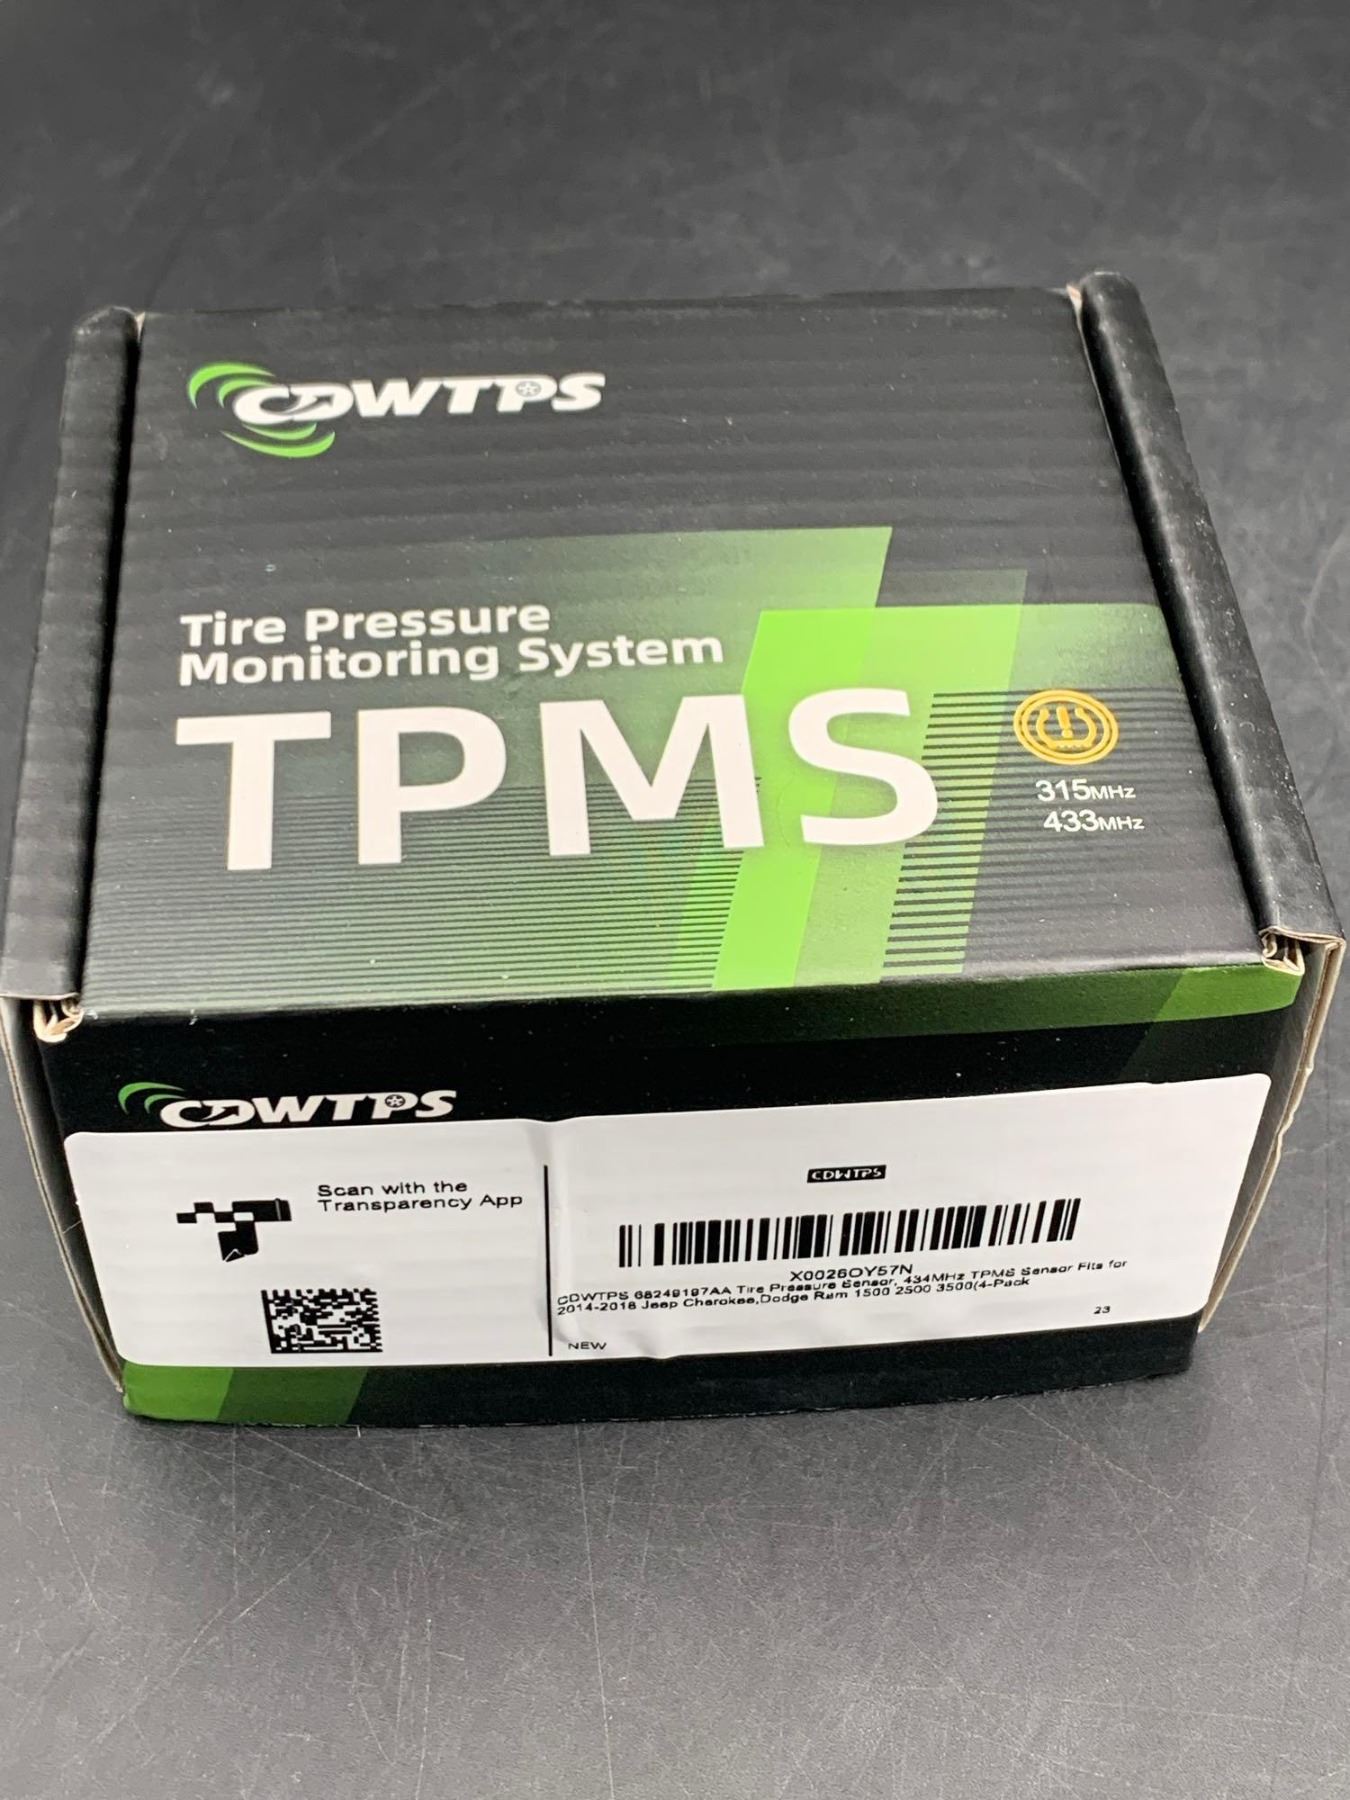 CDWTPS
Tire Pressure
Monitoring System
TPMS
315MHz
433MHz
CDWTPS
Scan with the
Transparency App
CDWTPS
X0026OY57N
CDWTPS 68249197AA Tire Pressure Sensor, 434MHz TPMS Sensor Fits for
2014-2018 Jeep Cherokee,Dodge Ram 1500 2500 3500(4-Pack
23
NEW